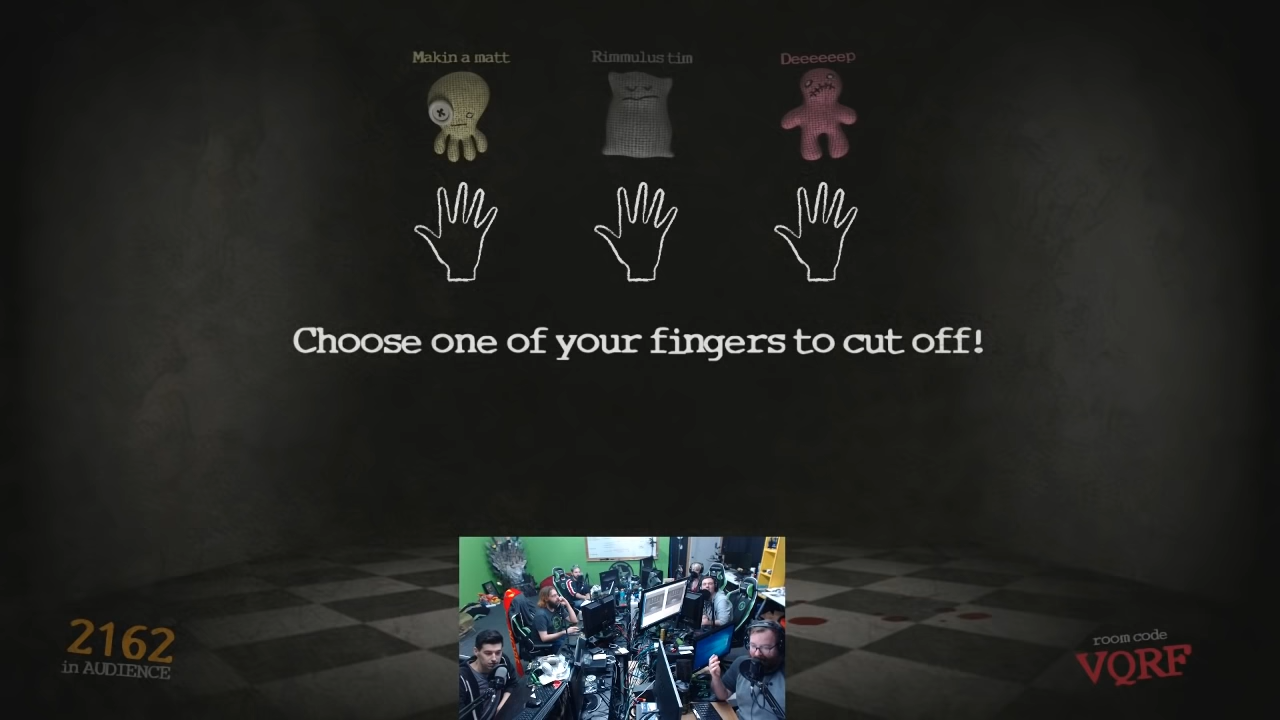 Makin a matt
Rimmulus tim
Deeeeeep
Choose one of your fingers to cut off!
2162
in AUDIENCE
room code
VQRF